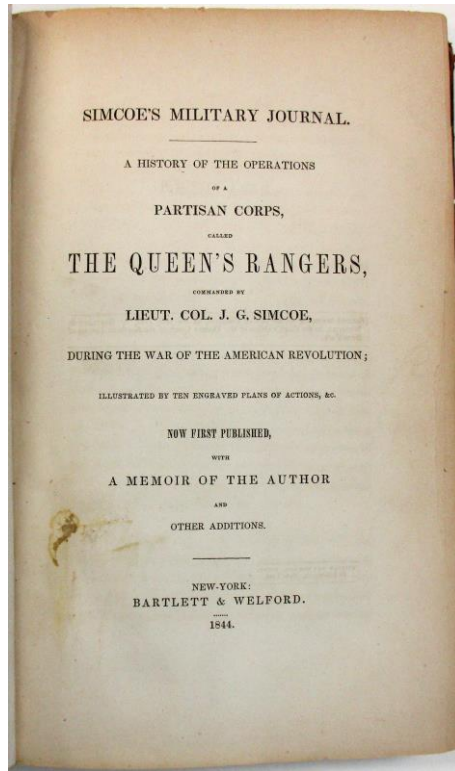 SIMCOE'S MILITARY JOURNAL.
A HISTORY OF THE OPERATIONS
OF A
PARTISAN CORPS,
CALLED
THE QUEEN'S RANGERS,
COMMANDED BY
LIEUT. COL. J. G. SIMCOE,
DURING THE WAR OF THE AMERICAN REVOLUTION;
ILLUSTRATED BY TEN ENGRAVED PLANS OF ACTIONS, &c.
NOW FIRST PUBLISHED,
WITH
A MEMOIR OF THE AUTHOR
AND
OTHER ADDITIONS.
NEW-YORK:
BARTLETT & WELFORD.
1844.